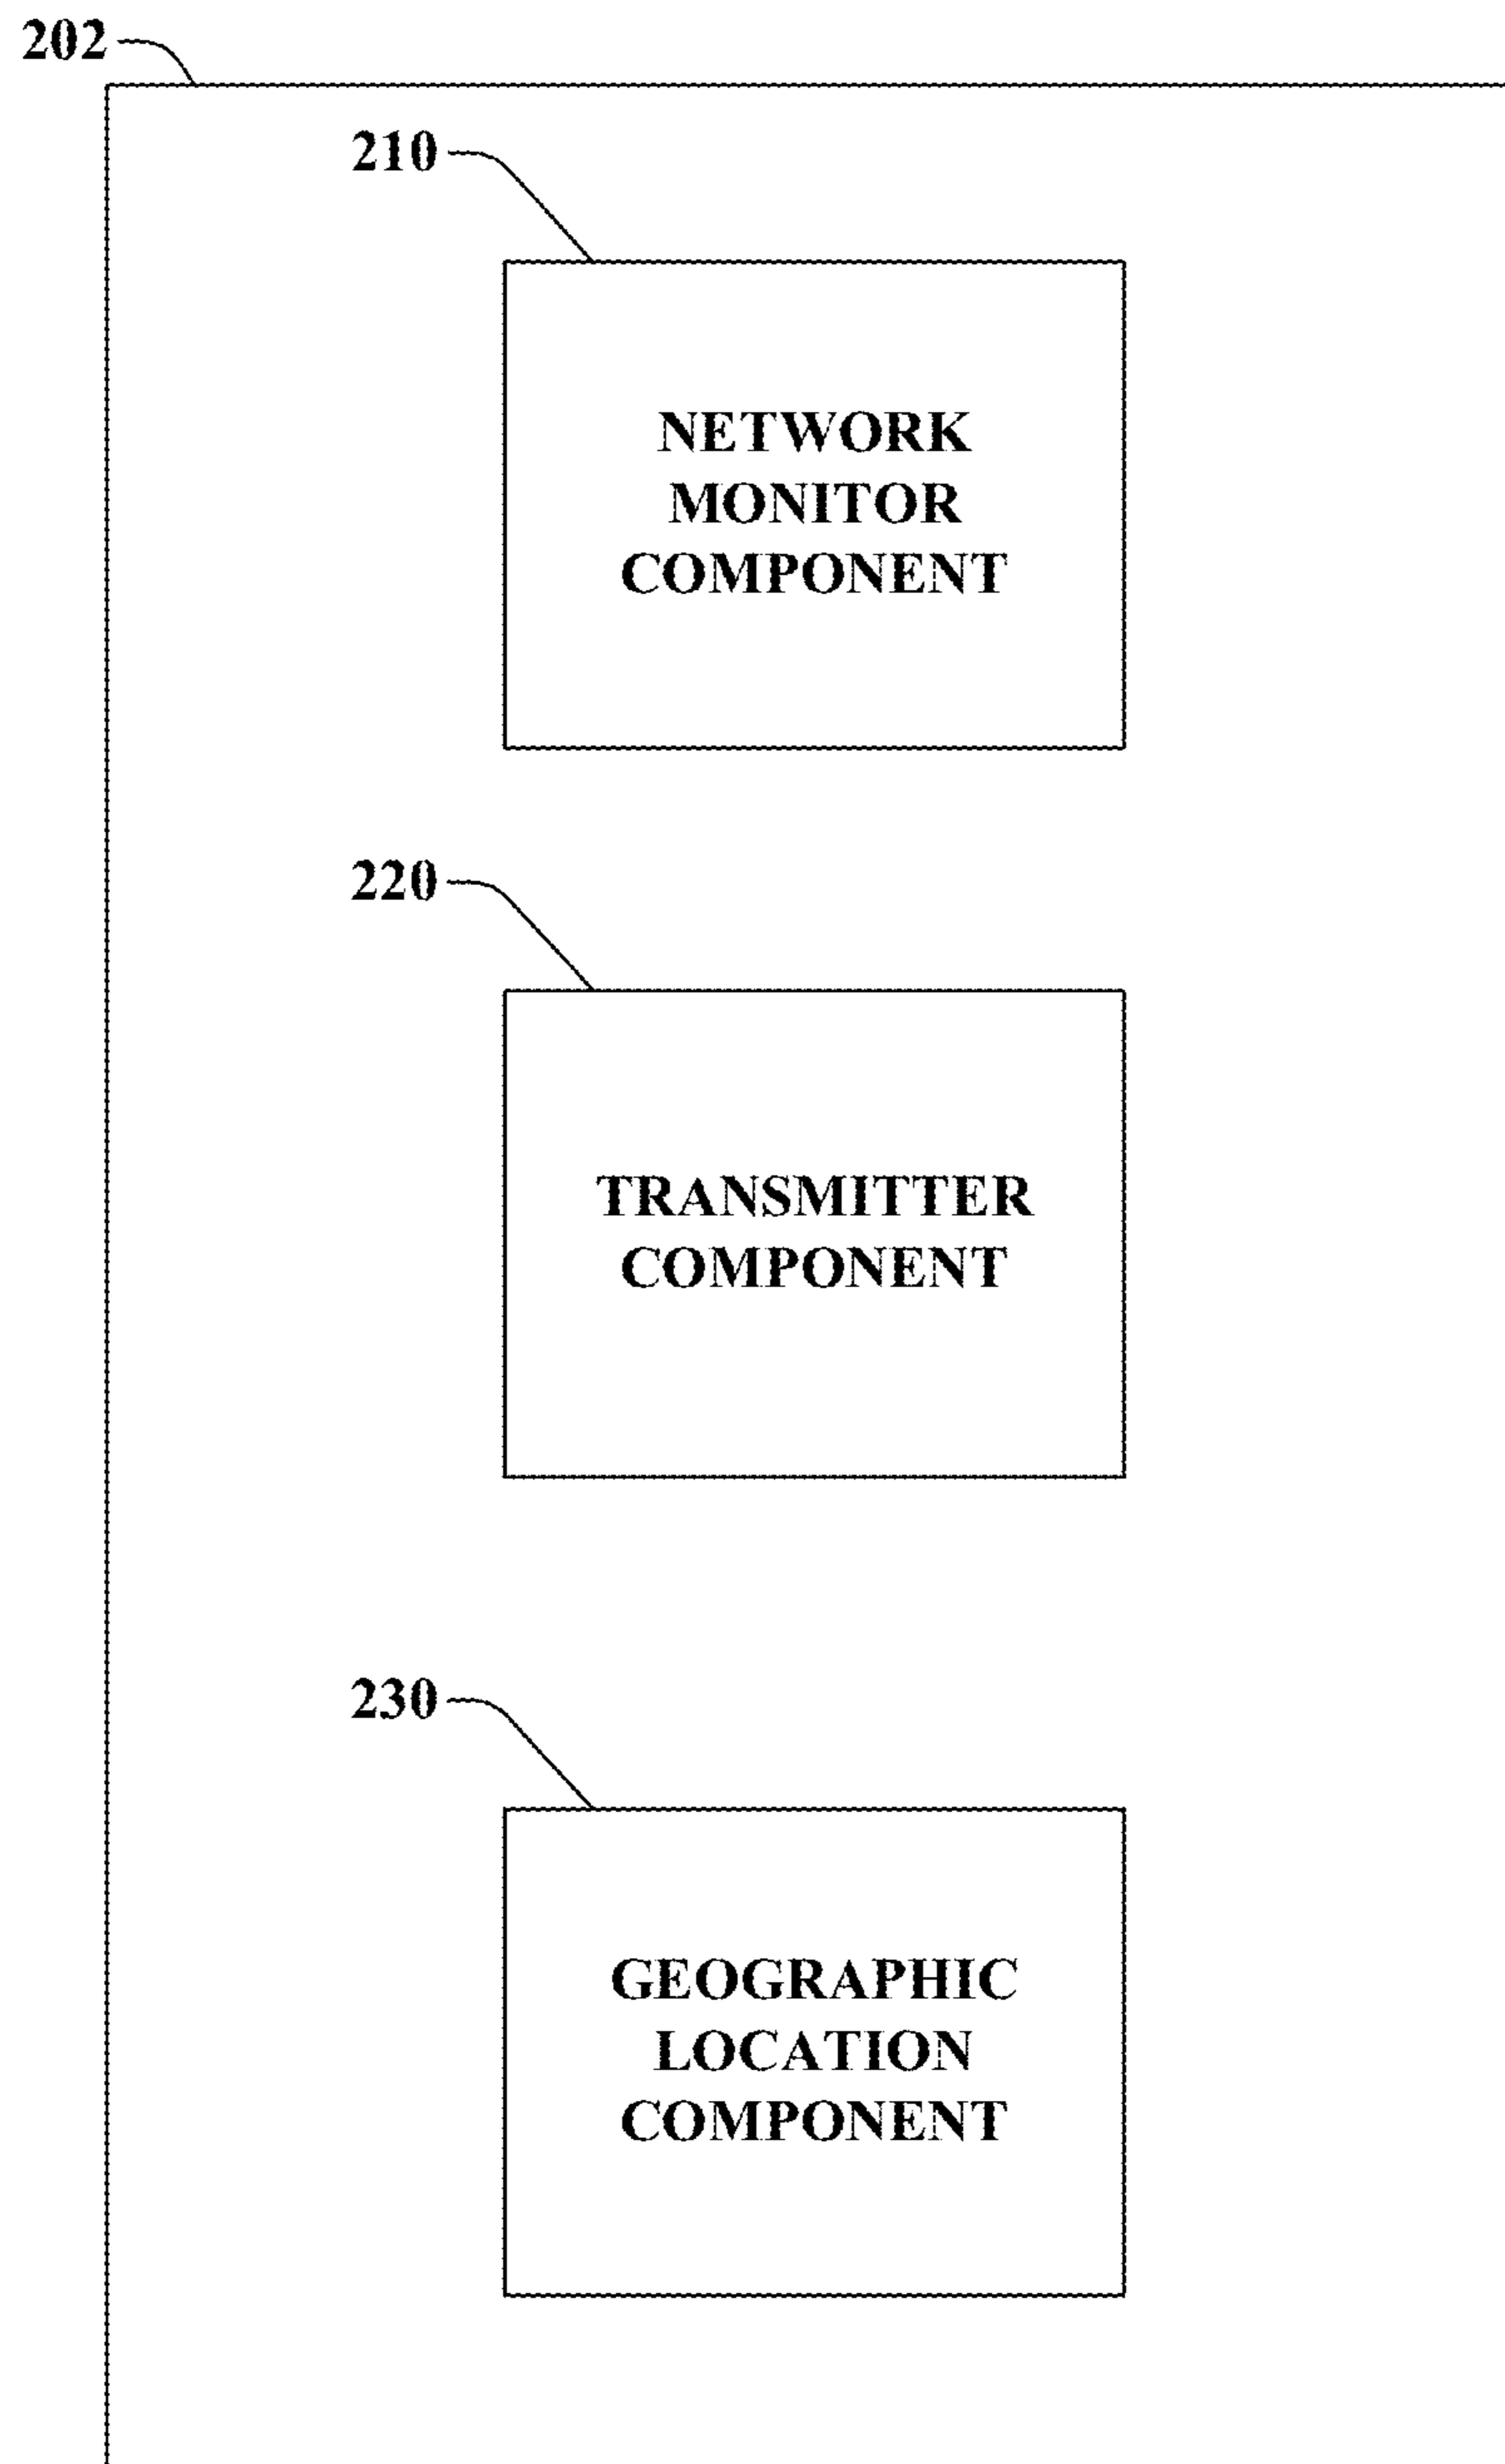 202
210
NETWORK
MONITOR
COMPONENT
220
TRANSMITTER
COMPONENT
230
GEOGRAPHIC
LOCATION
COMPONENT